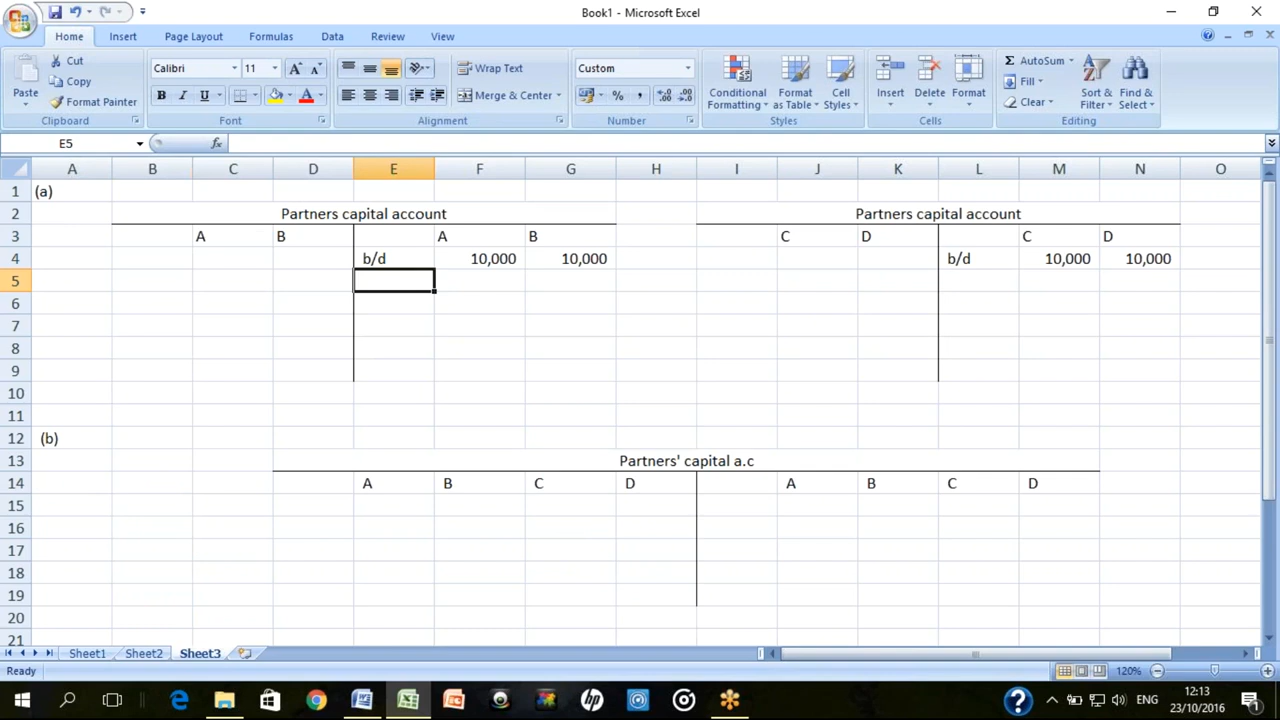 Book1 - Microsoft Excel
Home Insert Page Layout Formulas Data Review View
Paste
Cut
Copy
Format Painter
Clipboard
Calibri 11
B I U
Font
Wrap Text
Merge & Center
Alignment
Custom
% ,
Number
Conditional Formatting
Format as Table
Cell Styles
Styles
Insert Delete Format
Cells
Σ AutoSum
Fill
Clear
Sort & Filter
Find & Select
Editing
E5 fx
A B C D E F G H I J K L M N O
1 (a)
2 Partners capital account Partners capital account
3 A B A B C D C D
4 b/d 10,000 10,000 b/d 10,000 10,000
5
6
7
8
9
10
11
12 (b)
13 Partners' capital a.c
14 A B C D A B C D
15
16
17
18
19
20
21
Sheet1 Sheet2 Sheet3
Ready 120%
ENG 12:13
23/10/2016